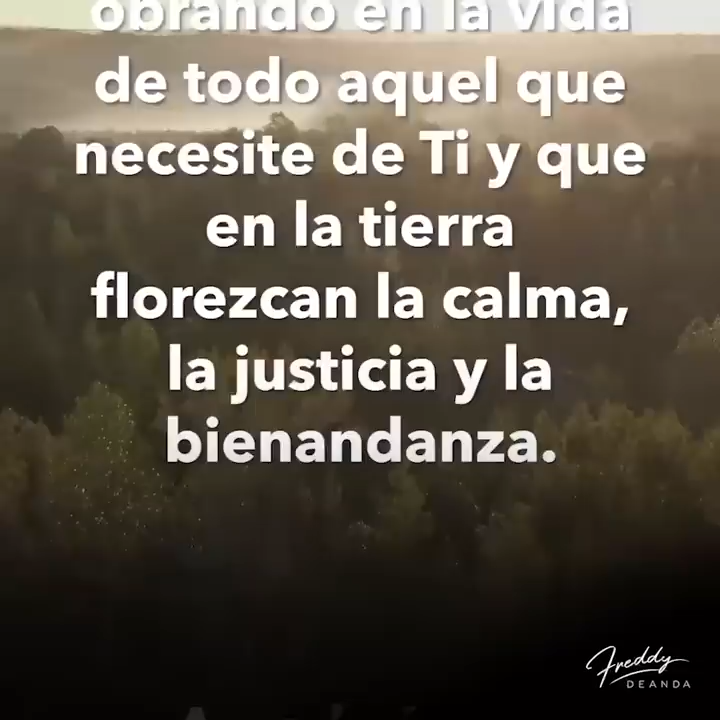 obrando en la vida
de todo aquel que
necesite de Ti y que
en la tierra
florezcan la calma,
la justicia y la
bienandanza.
Freddy
DEANDA